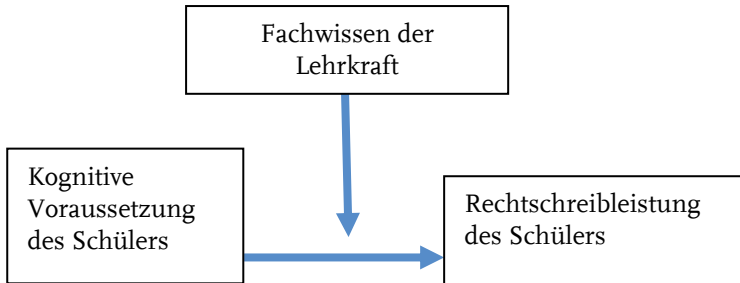 Fachwissen der
Lehrkraft
Kognitive
Voraussetzung
des Schülers
Rechtschreibleistung
des Schülers